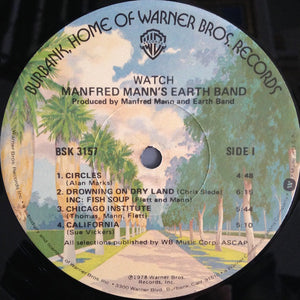 BURBANK, HOME OF WARNER BROS. RECORDS
WATCH
MANFRED MANN'S EARTH BAND
Produced by Manfred Mann and Earth Band
BSK 3157
SIDE 1
1. CIRCLES 4:48
(Alan Marks)
2. DROWNING ON DRY LAND (Chris Slade) 6:15
INC: FISH SOUP (Flett and Mann)
3. CHICAGO INSTITUTE 5:44
(Thomas, Mann, Flett)
4. CALIFORNIA 5:10
(Sue Vickers)
All selections published by WB Music Corp. ASCAP
©1978 Warner Bros.
Records Inc.